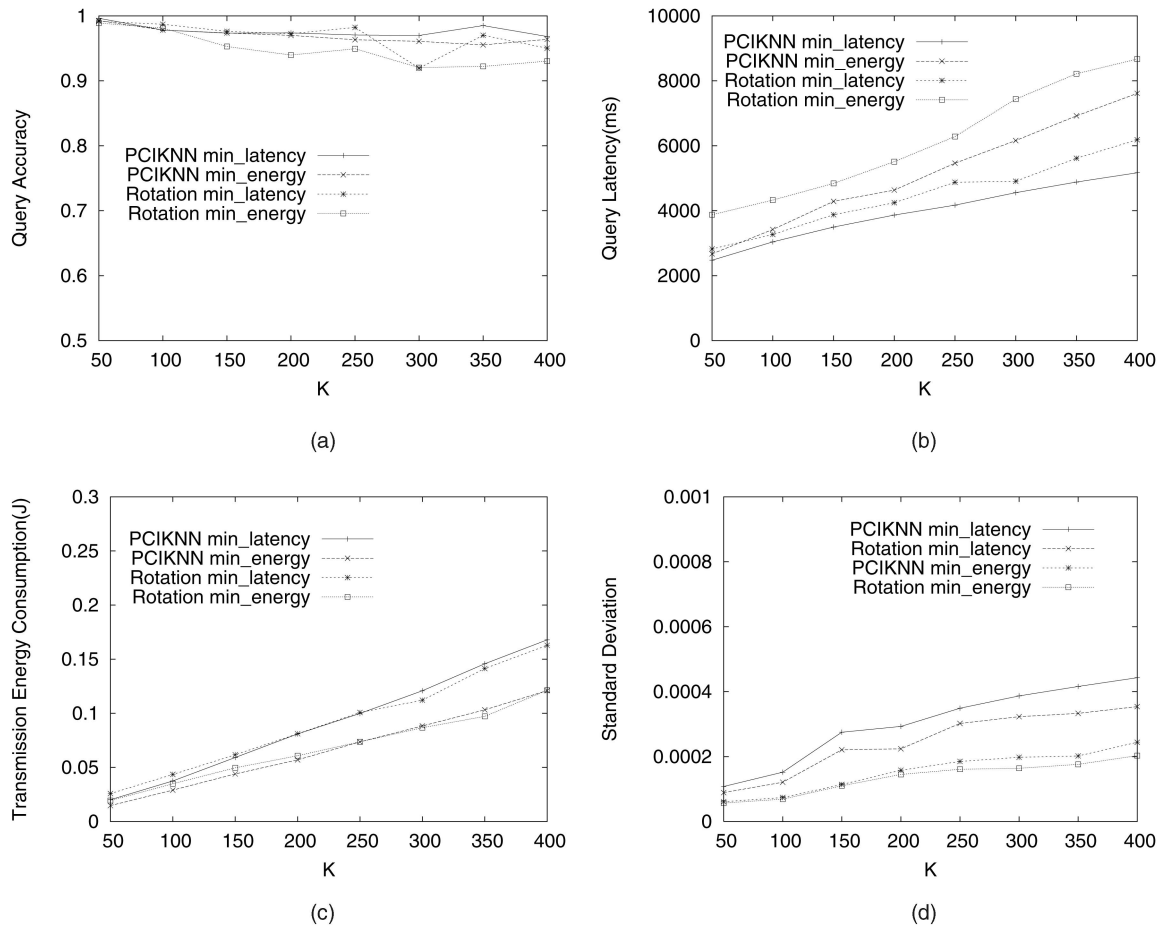 1
0.9
0.8
0.7
0.6
0.5
50 100 150 200 250 300 350 400
K
Query Accuracy
PCIKNN min_latency
PCIKNN min_energy
Rotation min_latency
Rotation min_energy
(a)
10000
8000
6000
4000
2000
0
50 100 150 200 250 300 350 400
K
Query Latency(ms)
PCIKNN min_latency
PCIKNN min_energy
Rotation min_latency
Rotation min_energy
(b)
0.3
0.25
0.2
0.15
0.1
0.05
0
50 100 150 200 250 300 350 400
K
Transmission Energy Consumption(J)
PCIKNN min_latency
PCIKNN min_energy
Rotation min_latency
Rotation min_energy
(c)
0.001
0.0008
0.0006
0.0004
0.0002
0
50 100 150 200 250 300 350 400
K
Standard Deviation
PCIKNN min_latency
Rotation min_latency
PCIKNN min_energy
Rotation min_energy
(d)